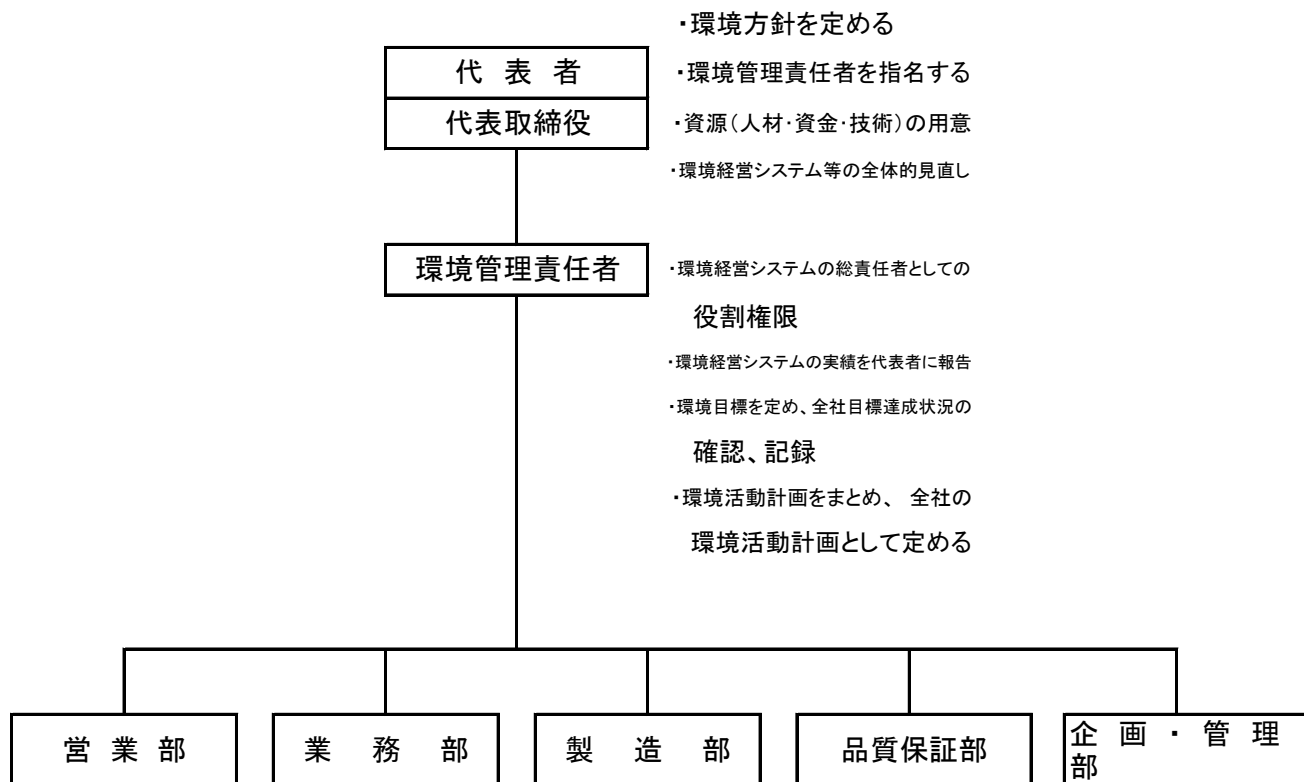 ・環境方針を定める
代 表 者
・環境管理責任者を指名する
代表取締役
・資源(人材・資金・技術)の用意
・環境経営システム等の全体的見直し
環境管理責任者
・環境経営システムの総責任者としての
役割権限
・環境経営システムの実績を代表者に報告
・環境目標を定め、全社目標達成状況の
確認、記録
・環境活動計画をまとめ、 全社の
環境活動計画として定める
営 業 部
業 務 部
製 造 部
品質保証部
企 画 ・ 管 理
部